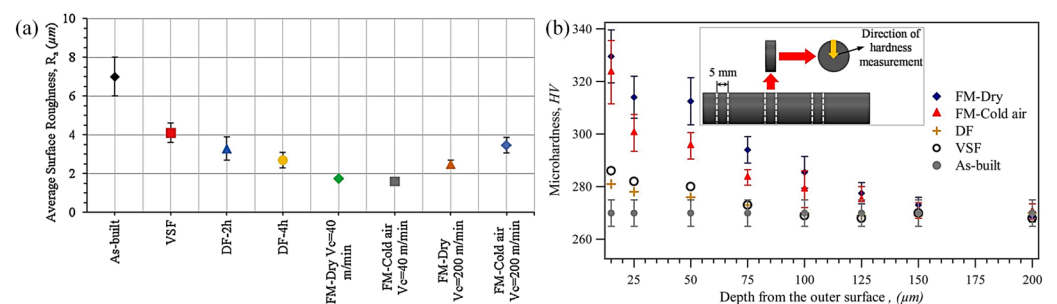 (a)
Average Surface Roughness, Rₐ (μm)
10
8
6
4
2
0
As-built
VSF
DF-2h
DF-4h
FM-Dry Vc=40
m/min
FM-Cold air
Vc=40 m/min
FM-Dry
Vc=200 m/min)
FM-Cold air
Vc=200 m/min)
(b)
Microhardness, HV
340
320
300
280
260
5 mm
Direction of
hardness
measurement
FM-Dry
FM-Cold air
DF
VSF
As-built
25
50
75
100
125
150
175
200
Depth from the outer surface , (μm)